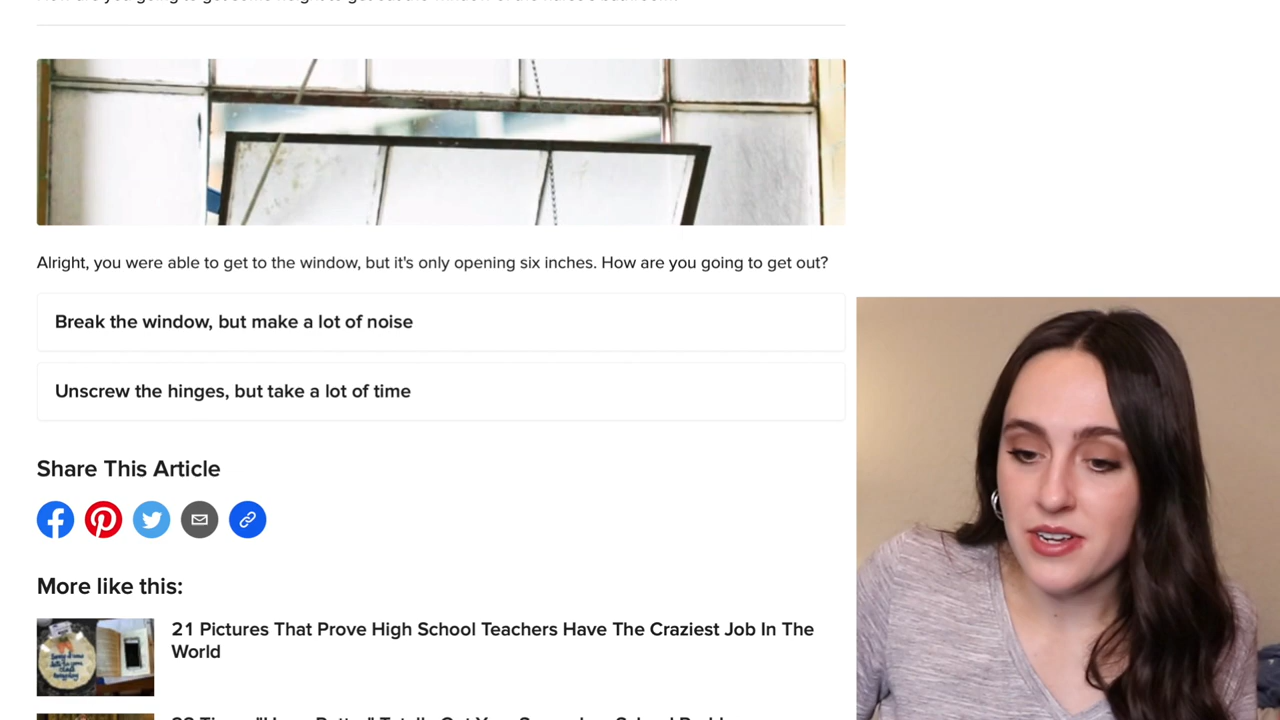 Alright, you were able to get to the window, but it's only opening six inches. How are you going to get out?
Break the window, but make a lot of noise
Unscrew the hinges, but take a lot of time
Share This Article
More like this:
21 Pictures That Prove High School Teachers Have The Craziest Job In The
World